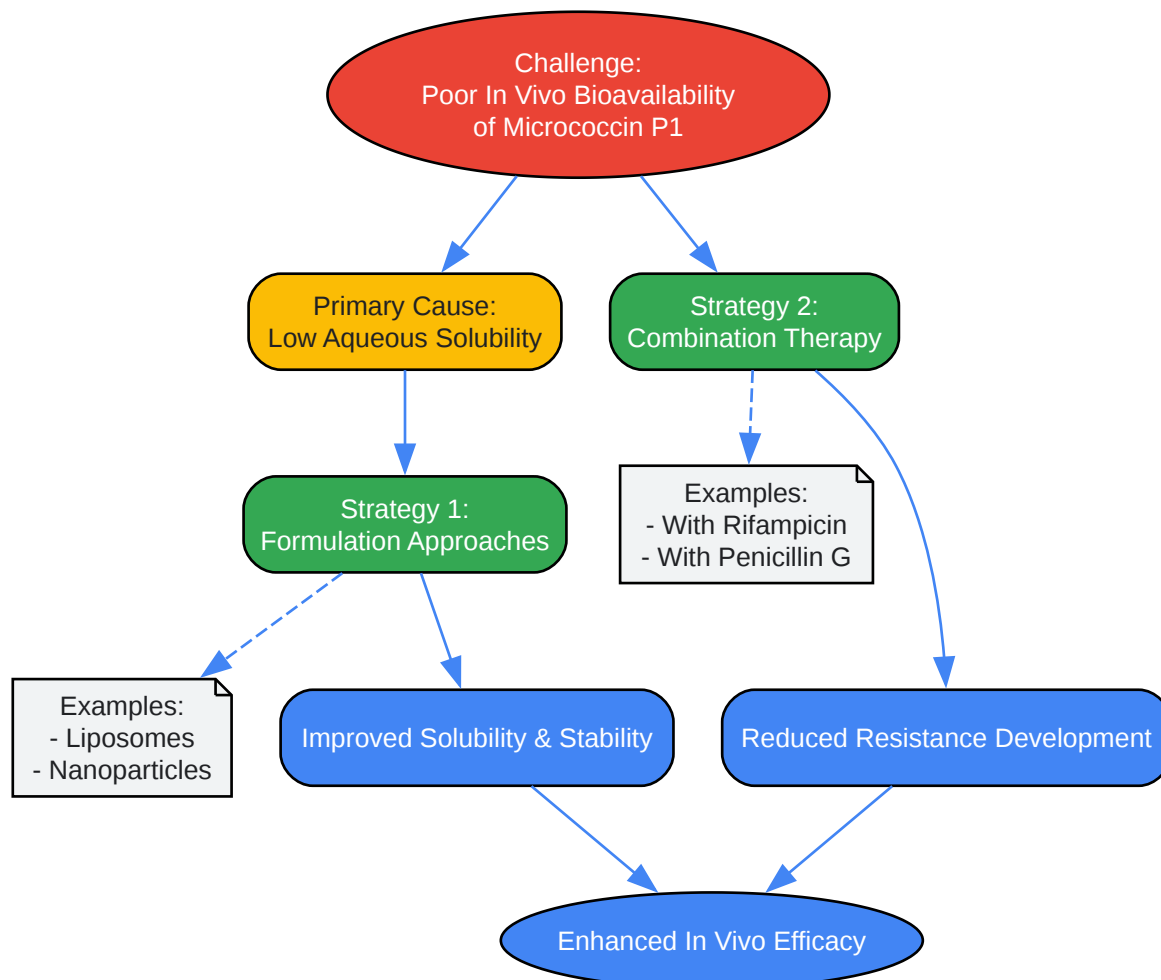 Challenge:
Poor In Vivo Bioavailability
of Micrococcin P1
Primary Cause:
Low Aqueous Solubility
Strategy 2:
Combination Therapy
Examples:
- With Rifampicin
- With Penicillin G
Strategy 1:
Formulation Approaches
Examples:
- Liposomes
- Nanoparticles
Improved Solubility & Stability
Reduced Resistance Development
Enhanced In Vivo Efficacy